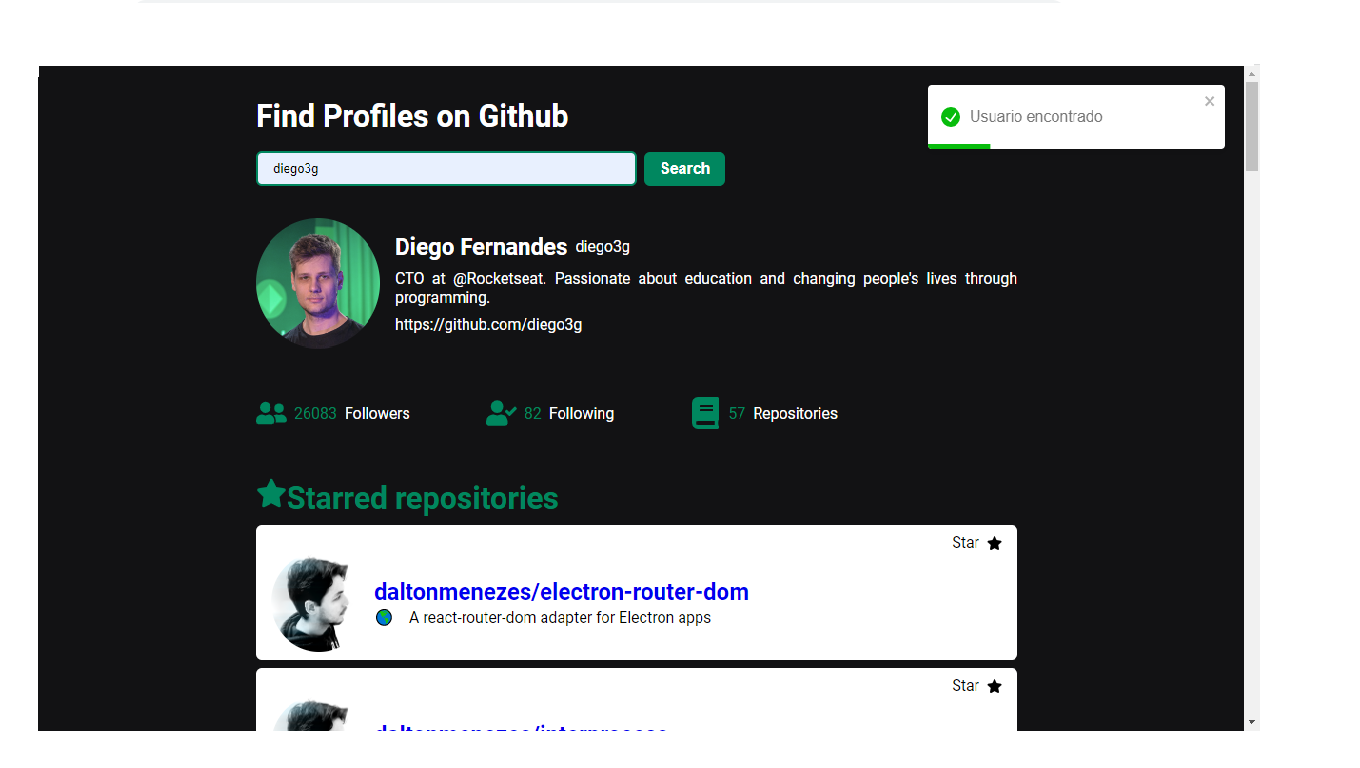 Find Profiles on Github
Usuario encontrado
diego3g
Search
Diego Fernandes diego3g
CTO at @Rocketseat. Passionate about education and changing people's lives through
programming.
https://github.com/diego3g
26083 Followers
82 Following
57 Repositories
Starred repositories
Star
daltonmenezes/electron-router-dom
A react-router-dom adapter for Electron apps
Star
daltonmenezes/interprocess